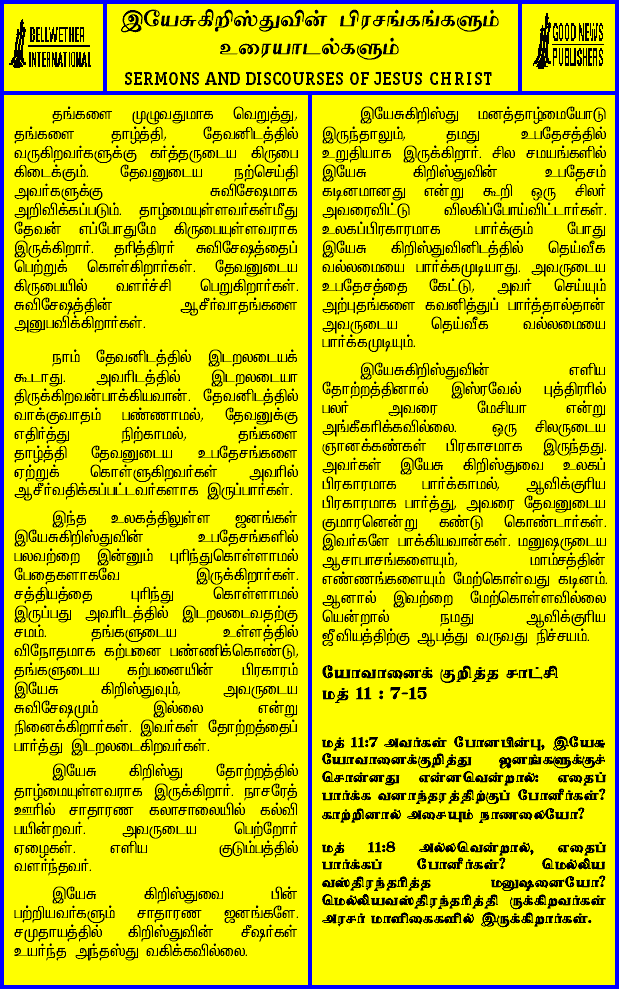 BELLWETHER
INTERNATIONAL
இயேசுகிறிஸ்துவின் பிரசங்கங்களும்
உரையாடல்களும்
SERMONS AND DISCOURSES OF JESUS CHRIST
GOOD NEWS
PUBLISHERS
தங்களை முழுவதுமாக வெறுத்து,
தங்களை தாழ்த்தி, தேவனிடத்தில்
வருகிறவர்களுக்கு கர்த்தருடைய கிருபை
கிடைக்கும். தேவனுடைய நற்செய்தி
அவர்களுக்கு சுவிசேஷமாக
அறிவிக்கப்படும். தாழ்மையுள்ளவர்கள்மீது
தேவன் எப்போதுமே கிருபையுள்ளவராக
இருக்கிறார். தரித்திரர் சுவிசேஷத்தைப்
பெற்றுக் கொள்கிறார்கள். தேவனுடைய
கிருபையில் வளர்ச்சி பெறுகிறார்கள்.
சுவிசேஷத்தின் ஆசீர்வாதங்களை
அனுபவிக்கிறார்கள்.
நாம் தேவனிடத்தில் இடறலடையக்
கூடாது. அவரிடத்தில் இடறலடையா
திருக்கிறவன்பாக்கியவான். தேவனிடத்தில்
வாக்குவாதம் பண்ணாமல், தேவனுக்கு
எதிர்த்து நிற்காமல், தங்களை
தாழ்த்தி தேவனுடைய உபதேசங்களை
ஏற்றுக் கொள்ளுகிறவர்கள் அவரில்
ஆசீர்வதிக்கப்பட்டவர்களாக இருப்பார்கள்.
இந்த உலகத்திலுள்ள ஜனங்கள்
இயேசுகிறிஸ்துவின் உபதேசங்களில்
பலவற்றை இன்னும் புரிந்துகொள்ளாமல்
பேதைகளாகவே இருக்கிறார்கள்.
சத்தியத்தை புரிந்து கொள்ளாமல்
இருப்பது அவரிடத்தில் இடறலடைவதற்கு
சமம். தங்களுடைய உள்ளத்தில்
விநோதமாக கற்பனை பண்ணிக்கொண்டு,
தங்களுடைய கற்பனையின் பிரகாரம்
இயேசு கிறிஸ்துவும், அவருடைய
சுவிசேஷமும் இல்லை என்று
நினைக்கிறார்கள். இவர்கள் தோற்றத்தைப்
பார்த்து இடறலடைகிறவர்கள்.
இயேசு கிறிஸ்து தோற்றத்தில்
தாழ்மையுள்ளவராக இருக்கிறார். நாசரேத்
ஊரில் சாதாரண கலாசாலையில் கல்வி
பயின்றவர். அவருடைய பெற்றோர்
ஏழைகள். எளிய குடும்பத்தில்
வளர்ந்தவர்.
இயேசு கிறிஸ்துவை பின்
பற்றியவர்களும் சாதாரண ஜனங்களே.
சமுதாயத்தில் கிறிஸ்துவின் சீஷர்கள்
உயர்ந்த அந்தஸ்து வகிக்கவில்லை.
இயேசுகிறிஸ்து மனத்தாழ்மையோடு
இருந்தாலும், தமது உபதேசத்தில்
உறுதியாக இருக்கிறார். சில சமயங்களில்
இயேசு கிறிஸ்துவின் உபதேசம்
கடினமானது என்று கூறி ஒரு சிலர்
அவரைவிட்டு விலகிப்போய்விட்டார்கள்.
உலகப்பிரகாரமாக பார்க்கும் போது
இயேசு கிறிஸ்துவினிடத்தில் தெய்வீக
வல்லமையை பார்க்கமுடியாது. அவருடைய
உபதேசத்தை கேட்டு, அவர் செய்யும்
அற்புதங்களை கவனித்துப் பார்த்தால்தான்
அவருடைய தெய்வீக வல்லமையை
பார்க்கமுடியும்.
இயேசுகிறிஸ்துவின் எளிய
தோற்றத்தினால் இஸ்ரவேல் புத்திரரில்
பலர் அவரை மேசியா என்று
அங்கீகரிக்கவில்லை. ஒரு சிலருடைய
ஞானக்கண்கள் பிரகாசமாக இருந்தது.
அவர்கள் இயேசு கிறிஸ்துவை உலகப்
பிரகாரமாக பார்க்காமல், ஆவிக்குரிய
பிரகாரமாக பார்த்து, அவரை தேவனுடைய
குமாரனென்று கண்டு கொண்டார்கள்.
இவர்களே பாக்கியவான்கள். மனுஷருடைய
ஆசாபாசங்களையும், மாம்சத்தின்
எண்ணங்களையும் மேற்கொள்வது கடினம்.
ஆனால் இவற்றை மேற்கொள்ளவில்லை
யென்றால் நமது ஆவிக்குரிய
ஜீவியத்திற்கு ஆபத்து வருவது நிச்சயம்.
யோவானைக் குறித்த சாட்சி
மத் 11 : 7-15
மத் 11:7 அவர்கள் போனபின்பு, இயேசு
யோவானைக்குறித்து ஜனங்களுக்குச்
சொன்னது என்னவென்றால்: எதைப்
பார்க்க வனாந்தரத்திற்குப் போனீர்கள்?
காற்றினால் அசையும் நாணலையோ?
மத் 11:8 அல்லவென்றால், எதைப்
பார்க்கப் போனீர்கள்? மெல்லிய
வஸ்திரந்தரித்த மனுஷனையோ?
மெல்லியவஸ்திரந்தரித்தி ருக்கிறவர்கள்
அரசர் மாளிகைகளில் இருக்கிறார்கள்.